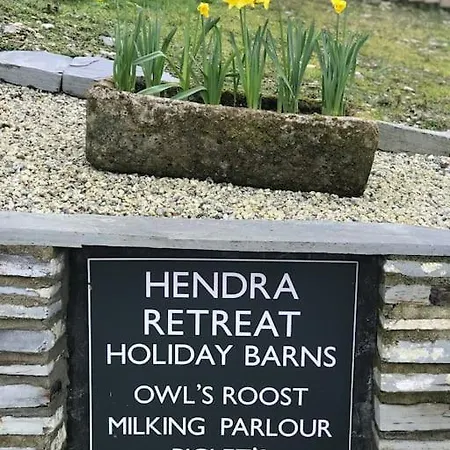 HENDRA
RETREAT
HOLIDAY BARNS
OWL'S ROOST
MILKING PARLOUR